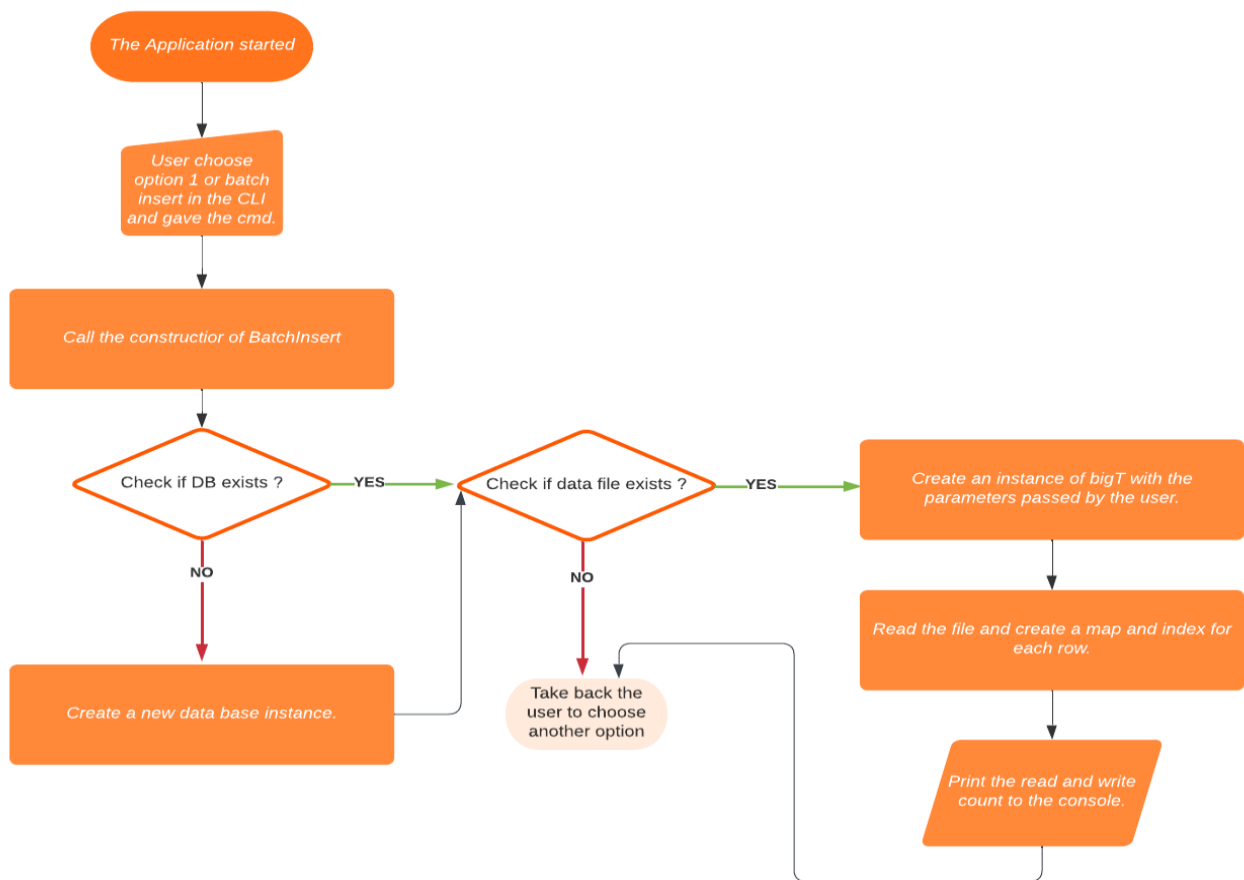 The Application started
User choose
option 1 or batch
insert in the CLI
and gave the cmd.
Call the constructior of BatchInsert
Check if DB exists ?
YES
Check if data file exists ?
YES
Create an instance of bigT with the
parameters passed by the user.
NO
NO
Read the file and create a map and index for
each row.
Create a new data base instance.
Take back the
user to choose
another option
Print the read and write
count to the console.